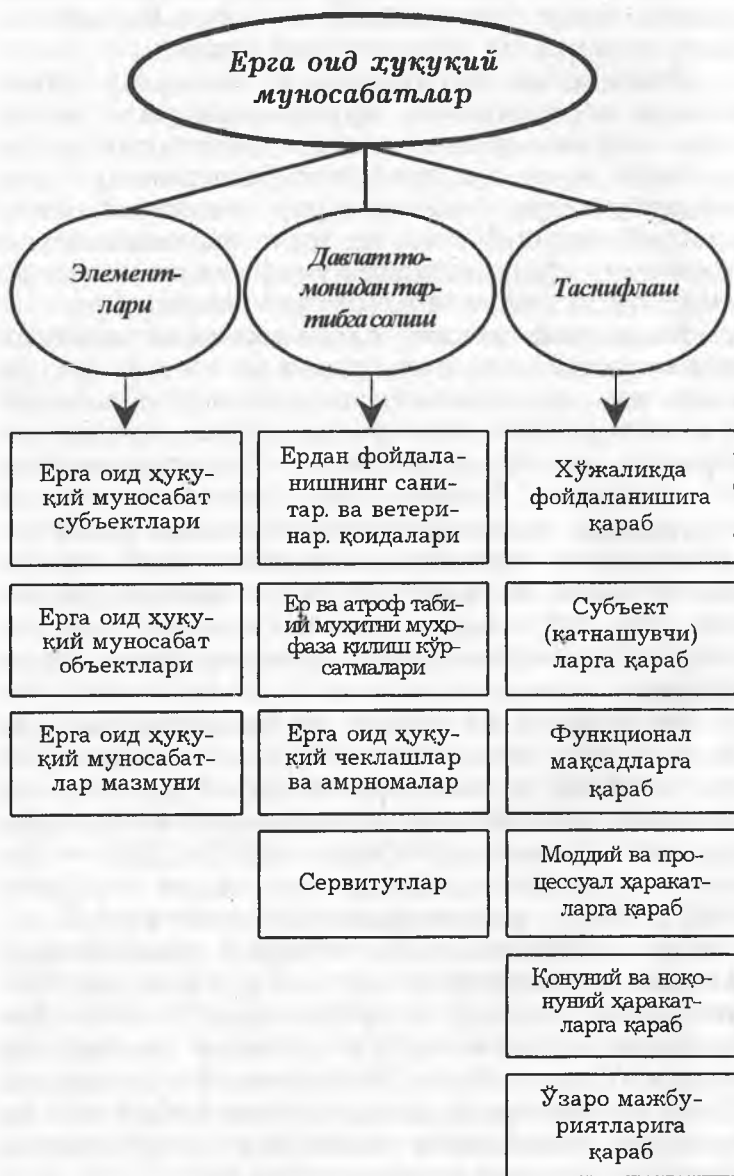 Ерга оид ҳуқуқий
муносабатлар
Элемент-
лари
Давлат то-
монидан тар-
тибга солиш
Таснифлаш
Ерга оид ҳуқу-
қий муносабат
субъектлари
Ерга оид ҳуқу-
қий муносабат
объектлари
Ерга оид ҳуқу-
қий муносабат-
лар мазмуни
Ердан фойдала-
нишнинг сани-
тар. ва ветери-
нар. қоидалари
Ер ва атроф таби-
ий муҳитни муҳо-
фаза қилиш кўр-
сатмалари
Ерга оид ҳуқу-
қий чеклашлар
ва амрномалар
Сервитутлар
Хўжаликда
фойдаланишига
қараб
Субъект
(қатнашувчи)
ларга қараб
Функционал
мақсадларга
қараб
Моддий ва про-
цессуал ҳаракат-
ларга қараб
Қонуний ва ноқо-
нуний ҳаракат-
ларга қараб
Ўзаро мажбу-
риятларига
қараб